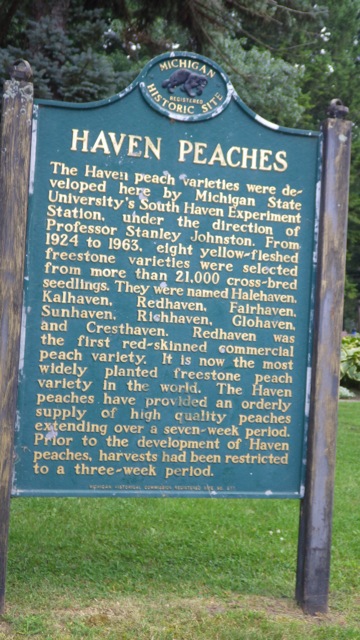 MICHIGAN
REGISTERED
HISTORIC SITE
HAVEN PEACHES
The Haven peach varieties were de-
veloped here by Michigan State
University's South Haven Experiment
Station, under the direction of
Professor Stanley Johnston. From
1924 to 1963, eight yellow-fleshed
freestone varieties were selected
from more than 21,000 cross-bred
seedlings. They were named Halehaven,
Kalhaven, Redhaven, Fairhaven,
Sunhaven, Richhaven, Glohaven,
and Cresthaven. Redhaven was
the first red-skinned commercial
peach variety. It is now the most
widely planted freestone peach
variety in the world. The Haven
peaches have provided an orderly
supply of high quality peaches
extending over a seven-week period.
Prior to the development of Haven
peaches, harvests had been restricted
to a three-week period.
MICHIGAN HISTORICAL COMMISSION REGISTERED SITE NO.